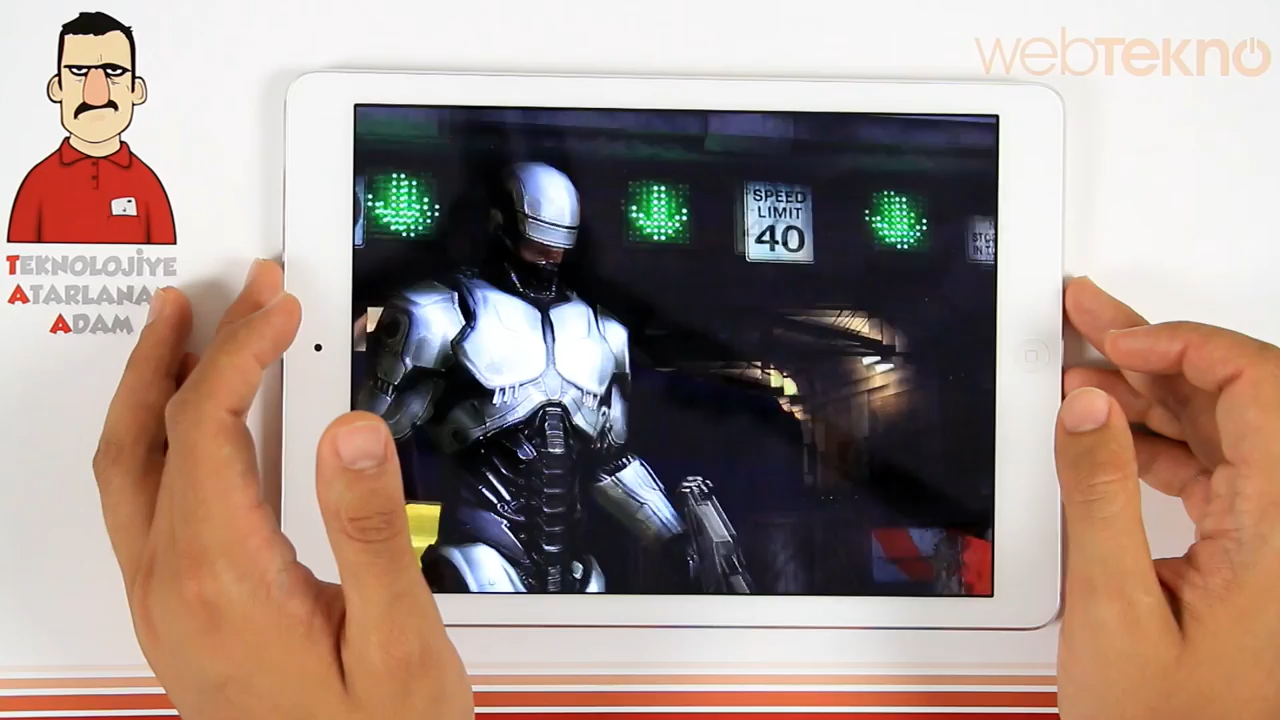 webTEKNO
TEKNOLOJİYE
ATARLANAN
ADAM
SPEED
LIMIT
40